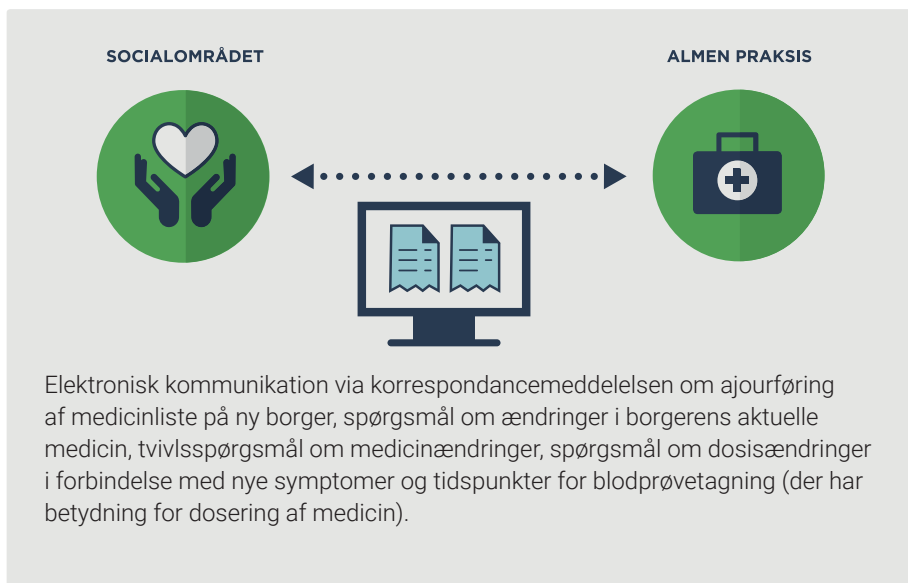 SOCIALOMRÅDET
ALMEN PRAKSIS
Elektronisk kommunikation via korrespondancemeddelelsen om ajourføring
af medicinliste på ny borger, spørgsmål om ændringer i borgerens aktuelle
medicin, tvivlsspørgsmål om medicinændringer, spørgsmål om dosisændringer
i forbindelse med nye symptomer og tidspunkter for blodprøvetagning (der har
betydning for dosering af medicin).